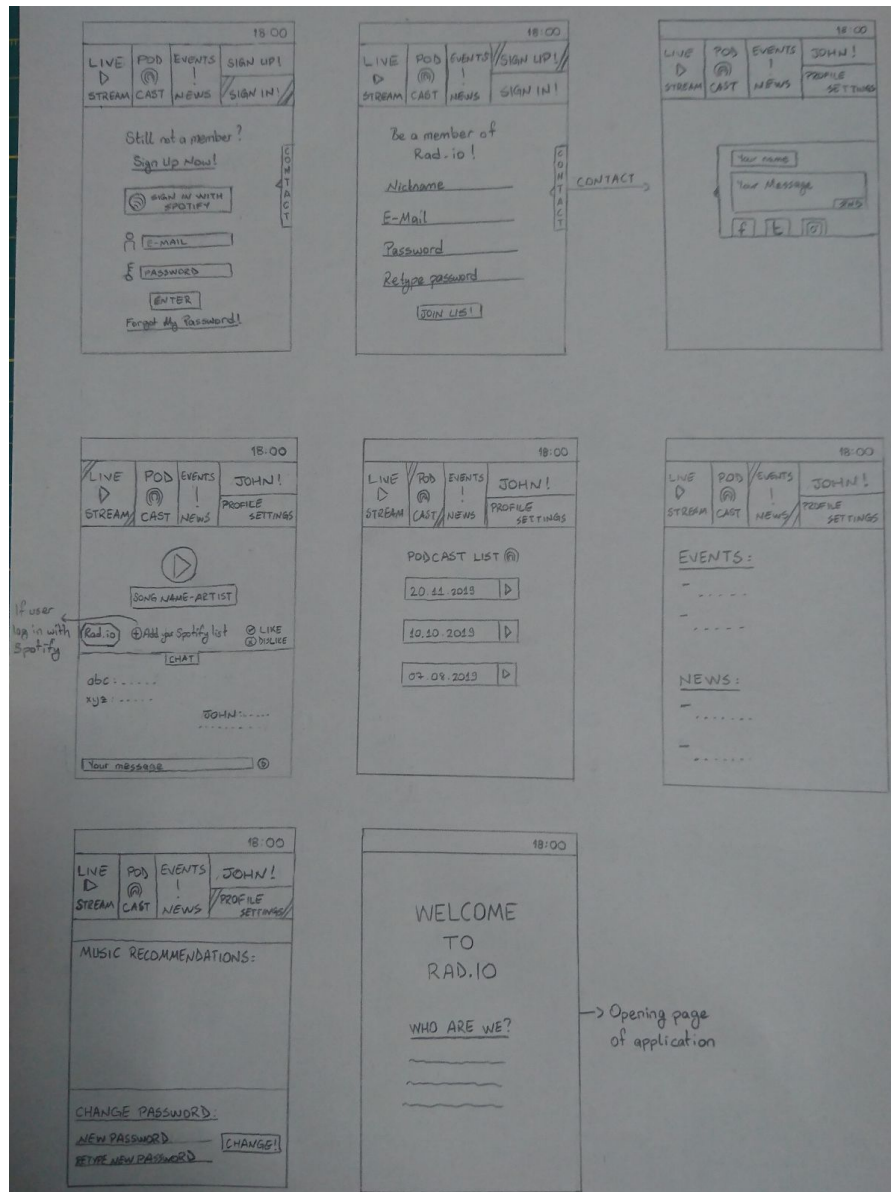 18:00
LIVE
STREAM
POD
CAST
EVENTS
!
NEWS
SIGN UP!
SIGN IN!
Still not a member?
Sign Up Now!
SIGN IN WITH
SPOTIFY
E-MAIL
PASSWORD
ENTER
Forgot My Password!
CONTACT
18:00
LIVE
STREAM
POD
CAST
EVENTS
!
NEWS
SIGN UP!
SIGN IN!
Be a member of
Rad.io!
Nickname
E-Mail
Password
Retype password
JOIN US!
CONTACT
CONTACT
18:00
LIVE
STREAM
POD
CAST
EVENTS
!
NEWS
JOHN!
PROFILE
SETTINGS
Your name
Your Message
f t
18:00
LIVE
STREAM
POD
CAST
EVENTS
!
NEWS
JOHN!
PROFILE
SETTINGS
SONG NAME-ARTIST
If user
log in with
Spotify
Rad.io
Add your Spotify list
LIKE
DISLIKE
CHAT
abc: .....
xyz: .....
JOHN: .....
Your message
18:00
LIVE
STREAM
POD
CAST
EVENTS
!
NEWS
JOHN!
PROFILE
SETTINGS
PODCAST LIST
20.11.2019
10.10.2019
07.08.2019
18:00
LIVE
STREAM
POD
CAST
EVENTS
!
NEWS
JOHN!
PROFILE
SETTINGS
EVENTS:
NEWS:
18:00
LIVE
STREAM
POD
CAST
EVENTS
!
NEWS
JOHN!
PROFILE
SETTINGS
MUSIC RECOMMENDATIONS:
CHANGE PASSWORD:
NEW PASSWORD
RETYPE NEW PASSWORD
CHANGE!
18:00
WELCOME
TO
RAD.IO
WHO ARE WE?
Opening page
of application